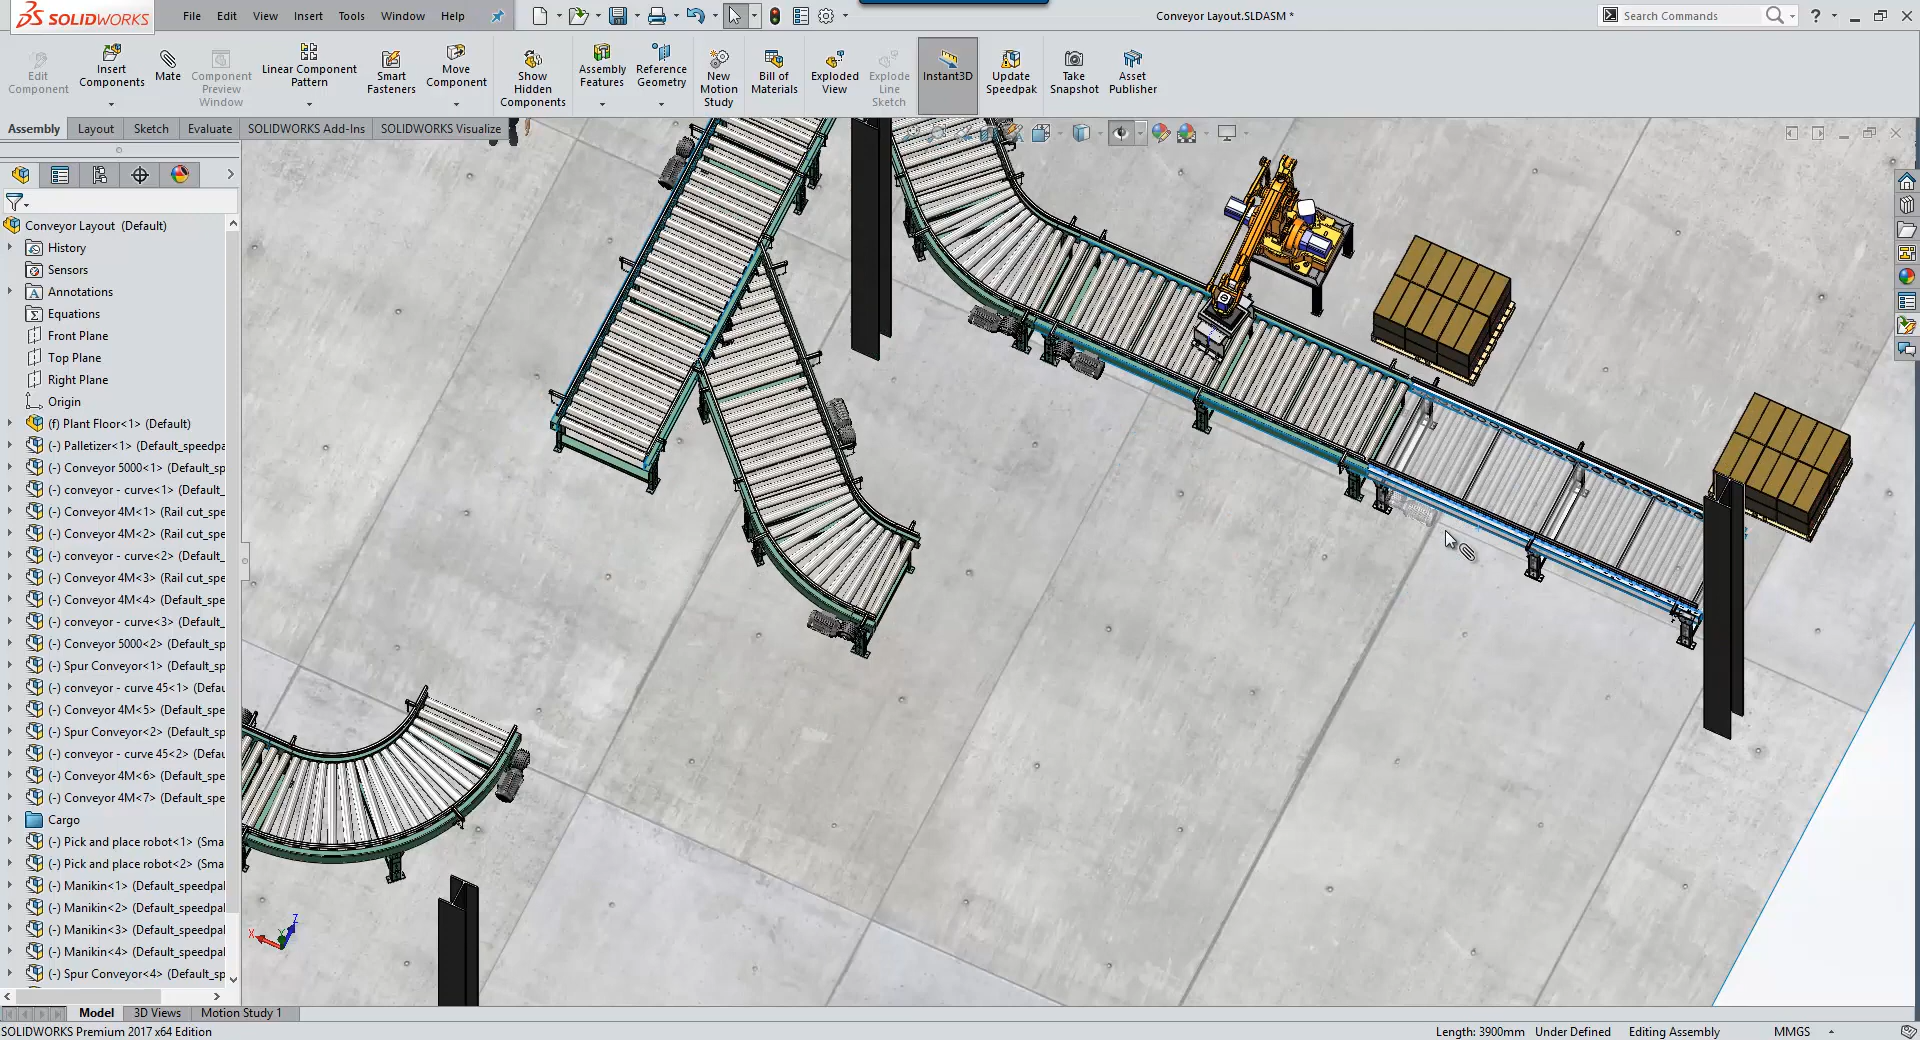 SOLIDWORKS
File Edit View Insert Tools Window Help
Conveyor Layout.SLDASM *
Search Commands
?
Edit Component
Insert Components
Mate
Component Preview Window
Linear Component Pattern
Smart Fasteners
Move Component
Show Hidden Components
Assembly Features
Reference Geometry
New Motion Study
Bill of Materials
Exploded View
Explode Line Sketch
Instant3D
Update Speedpak
Take Snapshot
Asset Publisher
Assembly Layout Sketch Evaluate SOLIDWORKS Add-Ins SOLIDWORKS Visualize
Conveyor Layout (Default)
History
Sensors
Annotations
Equations
Front Plane
Top Plane
Right Plane
Origin
(f) Plant Floor<1> (Default)
(-) Palletizer<1> (Default_speedpa
(-) Conveyor 5000<1> (Default_sp
(-) conveyor - curve<1> (Default_
(-) Conveyor 4M<1> (Rail cut_spe
(-) Conveyor 4M<2> (Rail cut_spe
(-) conveyor - curve<2> (Default_
(-) Conveyor 4M<3> (Rail cut_spe
(-) Conveyor 4M<4> (Default_spe
(-) conveyor - curve<3> (Default_
(-) Conveyor 5000<2> (Default_sp
(-) Spur Conveyor<1> (Default_sp
(-) conveyor - curve 45<1> (Defau
(-) Conveyor 4M<5> (Default_spe
(-) Spur Conveyor<2> (Default_sp
(-) conveyor - curve 45<2> (Defau
(-) Conveyor 4M<6> (Default_spe
(-) Conveyor 4M<7> (Default_spe
Cargo
(-) Pick and place robot<1> (Sma
(-) Pick and place robot<2> (Sma
(-) Manikin<1> (Default_speedpal
(-) Manikin<2> (Default_speedpal
(-) Manikin<3> (Default_speedpal
(-) Manikin<4> (Default_speedpal
(-) Spur Conveyor<4> (Default_sp
X Y Z
Model 3D Views Motion Study 1
SOLIDWORKS Premium 2017 x64 Edition
Length: 3900mm Under Defined Editing Assembly MMGS